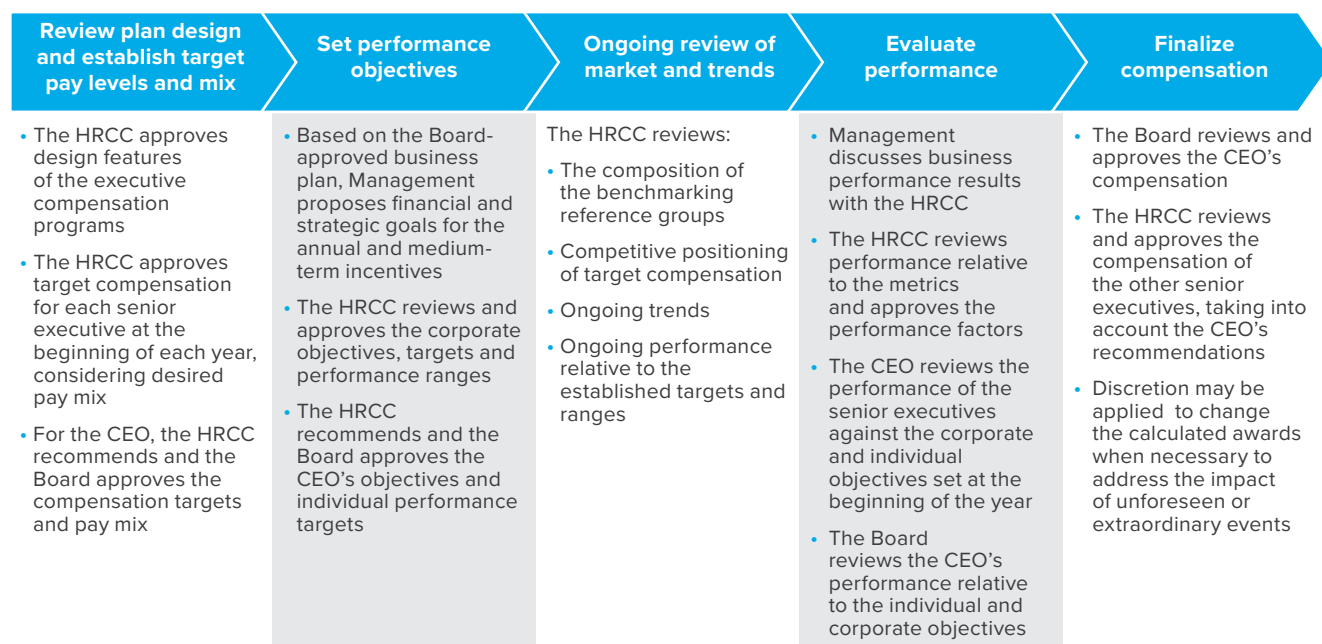 Review plan design
and establish target
pay levels and mix
Set performance
objectives
Ongoing review of
market and trends
Evaluate
performance
Finalize
compensation
• The HRCC approves
design features
of the executive
compensation
programs
• The HRCC approves
target compensation
for each senior
executive at the
beginning of each year,
considering desired
pay mix
• For the CEO, the HRCC
recommends and the
Board approves the
compensation targets
and pay mix
• Based on the Board-
approved business
plan, Management
proposes financial and
strategic goals for the
annual and medium-
term incentives
• The HRCC reviews and
approves the corporate
objectives, targets and
performance ranges
• The HRCC
recommends and the
Board approves the
CEO's objectives and
individual performance
targets
The HRCC reviews:
• The composition of
the benchmarking
reference groups
• Competitive positioning
of target compensation
• Ongoing trends
• Ongoing performance
relative to the
established targets and
ranges
• Management
discusses business
performance results
with the HRCC
• The HRCC reviews
performance relative
to the metrics
and approves the
performance factors
• The CEO reviews the
performance of the
senior executives
against the corporate
and individual
objectives set at the
beginning of the year
• The Board
reviews the CEO's
performance relative
to the individual and
corporate objectives
• The Board reviews and
approves the CEO's
compensation
• The HRCC reviews
and approves the
compensation of
the other senior
executives, taking into
account the CEO's
recommendations
• Discretion may be
applied to change
the calculated awards
when necessary to
address the impact
of unforeseen or
extraordinary events